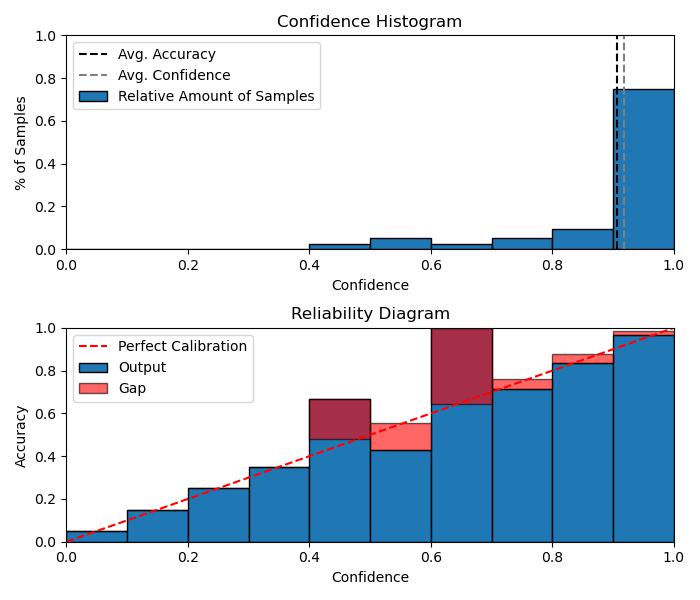 Confidence Histogram
1.0
0.8
0.6
0.4
0.2
0.0
% of Samples
Avg. Accuracy
Avg. Confidence
Relative Amount of Samples
0.0 0.2 0.4 0.6 0.8 1.0
Confidence
Reliability Diagram
1.0
0.8
0.6
0.4
0.2
0.0
Accuracy
Perfect Calibration
Output
Gap
0.0 0.2 0.4 0.6 0.8 1.0
Confidence